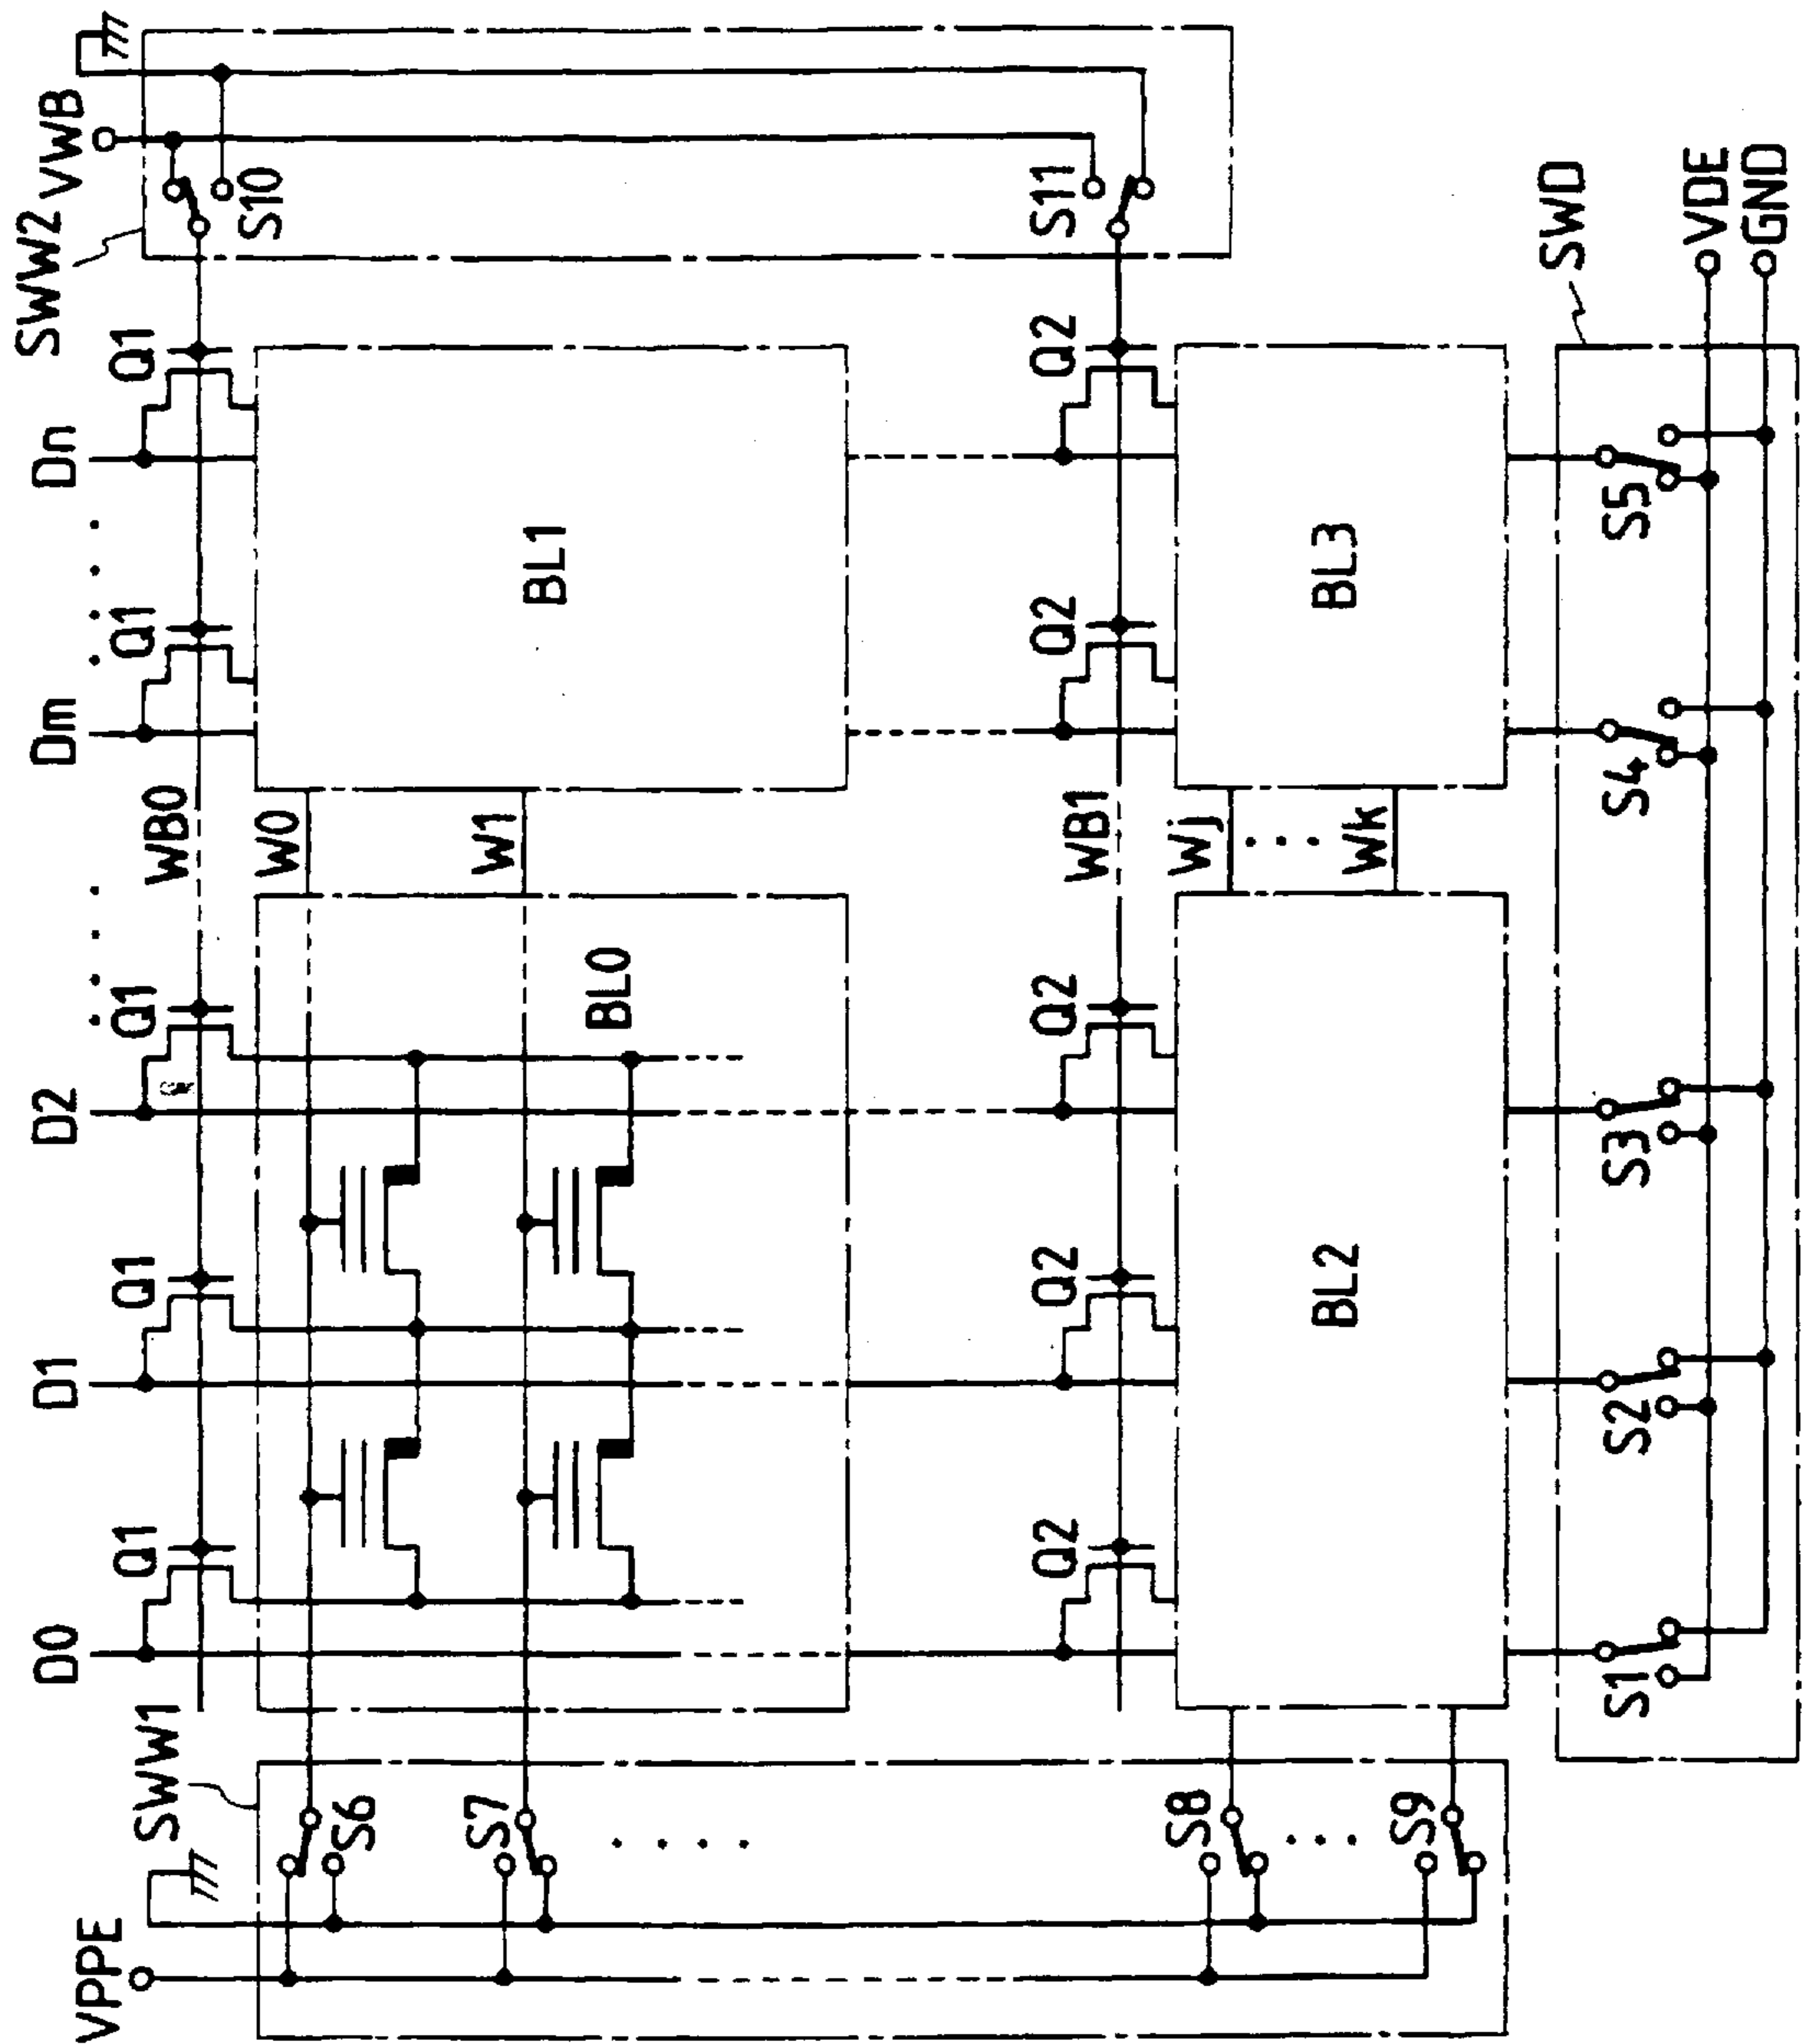 SWW2
VWB
S10
S11
SWD
VDE
GND
Dn
Q1
Q1
Dm
BL1
Q2
Q2
BL3
S5
S4
WB0
W0
W1
WB1
Wj
Wk
D2
Q1
BL0
Q2
S3
D1
Q1
Q2
BL2
S2
D0
Q1
Q2
S1
SWW1
VPPE
S6
S7
S8
S9